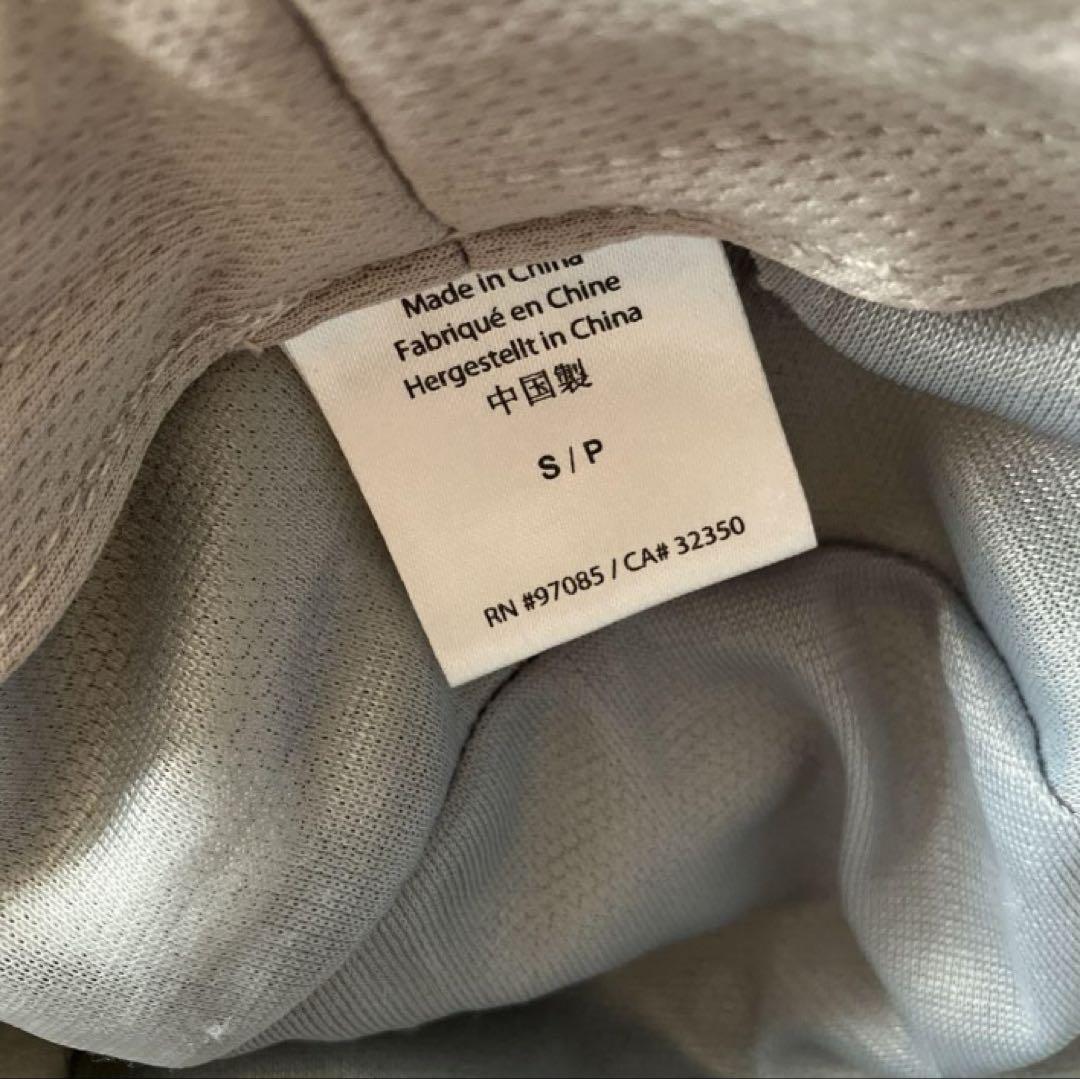 Made in China
Fabriqué en Chine
Hergestellt in China
中国製
S / P
RN #97085 / CA# 32350